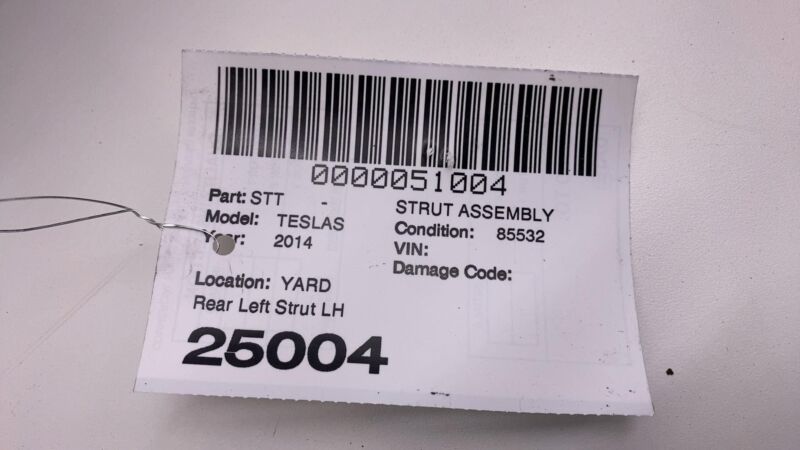 0000051004
Part: STT -
STRUT ASSEMBLY
Model: TESLAS
Condition: 85532
Year: 2014
VIN:
Damage Code:
Location: YARD
Rear Left Strut LH
25004